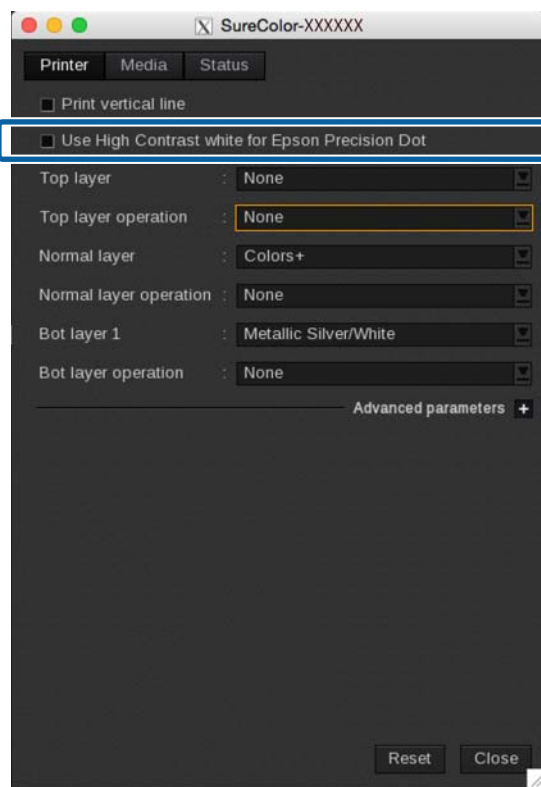 SureColor-XXXXXX
Printer Media Status
Print vertical line
Use High Contrast white for Epson Precision Dot
Top layer : None
Top layer operation : None
Normal layer : Colors+
Normal layer operation : None
Bot layer 1 : Metallic Silver/White
Bot layer operation : None
Advanced parameters +
Reset Close